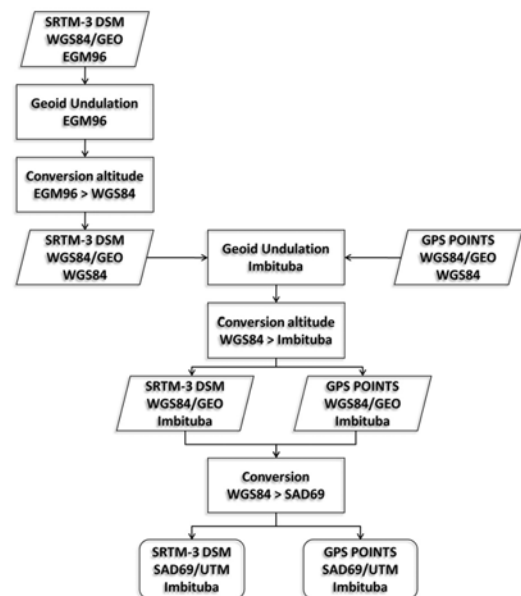 SRTM-3 DSM
WGS84/GEO
EGM96
Geoid Undulation
EGM96
Conversion altitude
EGM96 > WGS84
SRTM-3 DSM
WGS84/GEO
WGS84
Geoid Undulation
Imbituba
GPS POINTS
WGS84/GEO
WGS84
Conversion altitude
WGS84 > Imbituba
SRTM-3 DSM
WGS84/GEO
Imbituba
GPS POINTS
WGS84/GEO
Imbituba
Conversion
WGS84 > SAD69
SRTM-3 DSM
SAD69/UTM
Imbituba
GPS POINTS
SAD69/UTM
Imbituba